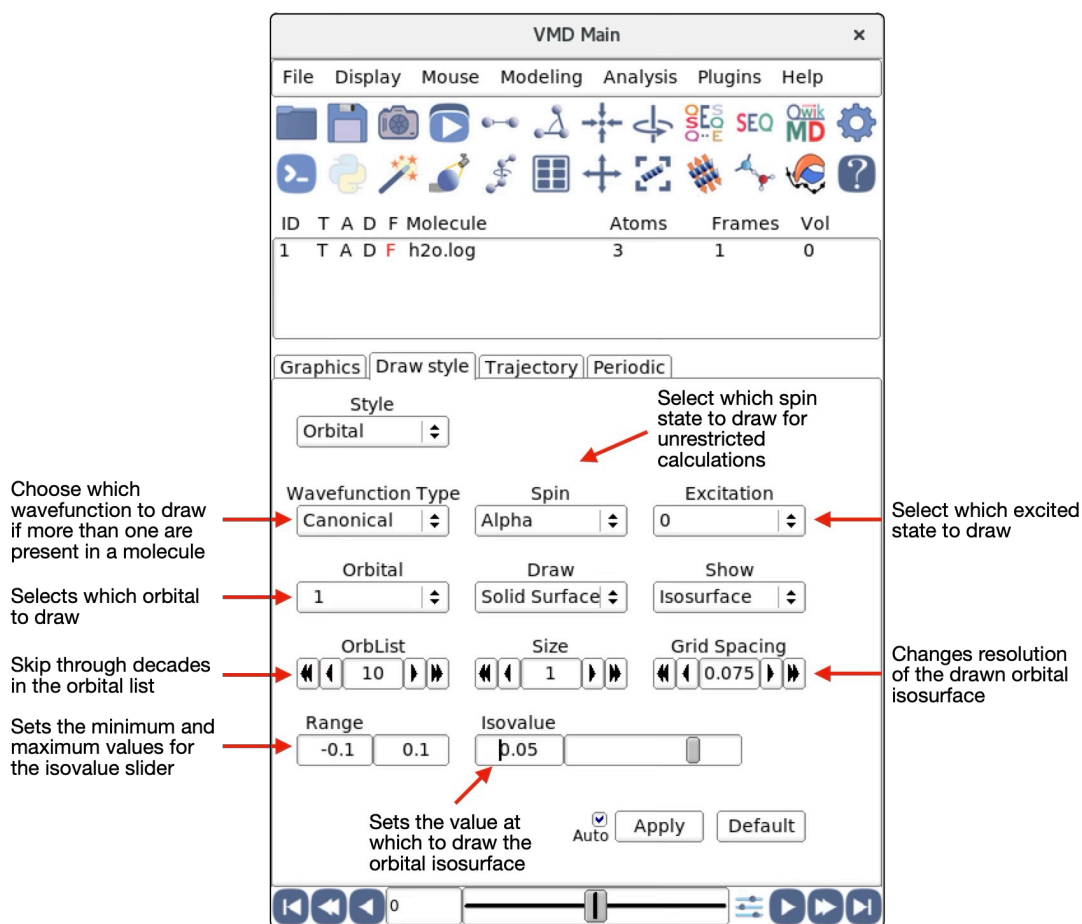 VMD Main
File Display Mouse Modeling Analysis Plugins Help
SEQ
Qwik
MD
ID T A D F Molecule Atoms Frames Vol
1 T A D F h2o.log 3 1 0
Graphics Draw style Trajectory Periodic
Style
Orbital
Select which spin
state to draw for
unrestricted
calculations
Choose which
wavefunction to draw
if more than one are
present in a molecule
Wavefunction Type Spin Excitation
Canonical Alpha 0
Select which excited
state to draw
Selects which orbital
to draw
Orbital Draw Show
1 Solid Surface Isosurface
Skip through decades
in the orbital list
OrbList Size Grid Spacing
10 1 0.075
Changes resolution
of the drawn orbital
isosurface
Sets the minimum and
maximum values for
the isovalue slider
Range Isovalue
-0.1 0.1 0.05
Sets the value at
which to draw the
orbital isosurface
Auto Apply Default
0